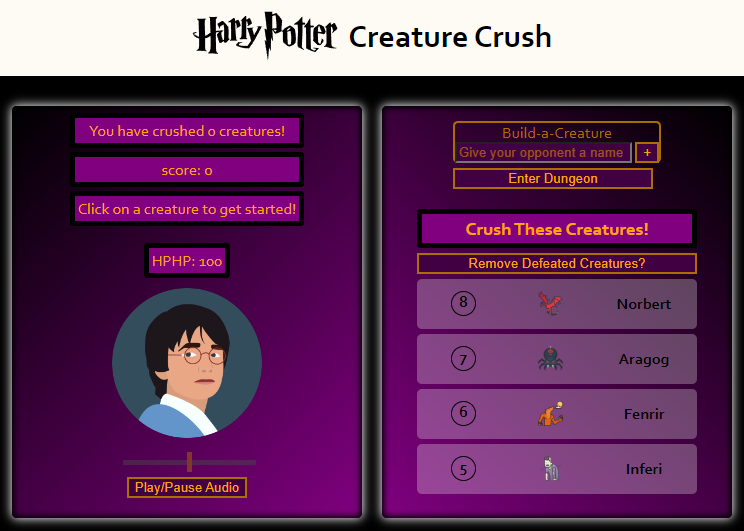 Harry Potter Creature Crush
You have crushed 0 creatures!
score: 0
Click on a creature to get started!
HPHP: 100
Play/Pause Audio
Build-a-Creature
Give your opponent a name +
Enter Dungeon
Crush These Creatures!
Remove Defeated Creatures?
8 Norbert
7 Aragog
6 Fenrir
5 Inferi